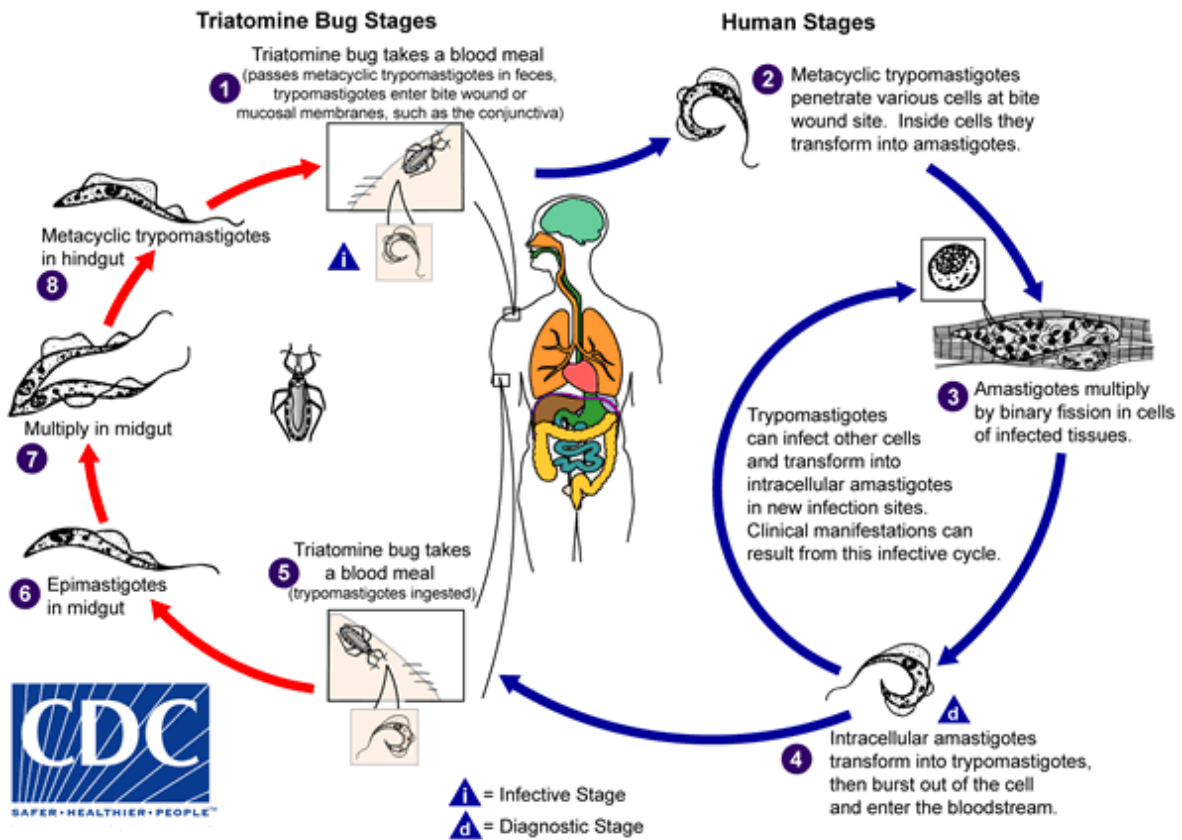 Triatomine Bug Stages
Human Stages
Triatomine bug takes a blood meal
(passes metacyclic trypomastigotes in feces,
trypomastigotes enter bite wound or
mucosal membranes, such as the conjunctiva)
1
i
2
Metacyclic trypomastigotes
penetrate various cells at bite
wound site. Inside cells they
transform into amastigotes.
3
Amastigotes multiply
by binary fission in cells
of infected tissues.
Trypomastigotes
can infect other cells
and transform into
intracellular amastigotes
in new infection sites.
Clinical manifestations can
result from this infective cycle.
d
4
Intracellular amastigotes
transform into trypomastigotes,
then burst out of the cell
and enter the bloodstream.
5
Triatomine bug takes
a blood meal
(trypomastigotes ingested)
6
Epimastigotes
in midgut
Multiply in midgut
7
Metacyclic trypomastigotes
in hindgut
8
CDC
SAFER•HEALTHIER•PEOPLE™
i = Infective Stage
d = Diagnostic Stage